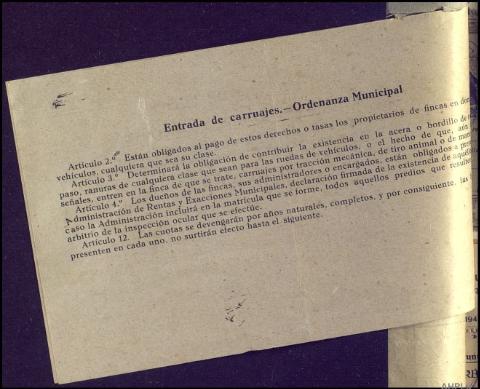 Entrada de carruajes.—Ordenanza Municipal
Artículo 2.º Están obligados al pago de estos derechos o tasas los propietarios de fincas en
vehículos, cualquiera que sea su clase.
Artículo 3.º Determinará la obligación de contribuir la existencia en la acera o bordillo de
paso, ranuras de cualquiera clase que sean para las ruedas de vehículos, o el hecho de que, aún
señales, entren en la finca de que se trate, carruajes por tracción mecánica, de tiro animal o de
Artículo 4.º Los dueños de las fincas, sus administradores o encargados, están obligados a
Administración de Rentas y Exacciones Municipales, declaración firmada de la existencia de
caso la Administración incluirá en la matrícula que se forme, todos aquellos predios que
arbitrio de la inspección ocular que se efectúe.
Artículo 12. Las cuotas se devengarán por años naturales, completos, y por consiguiente, las
presenten en cada uno, no surtirán efecto hasta el siguiente.
194
AHPL